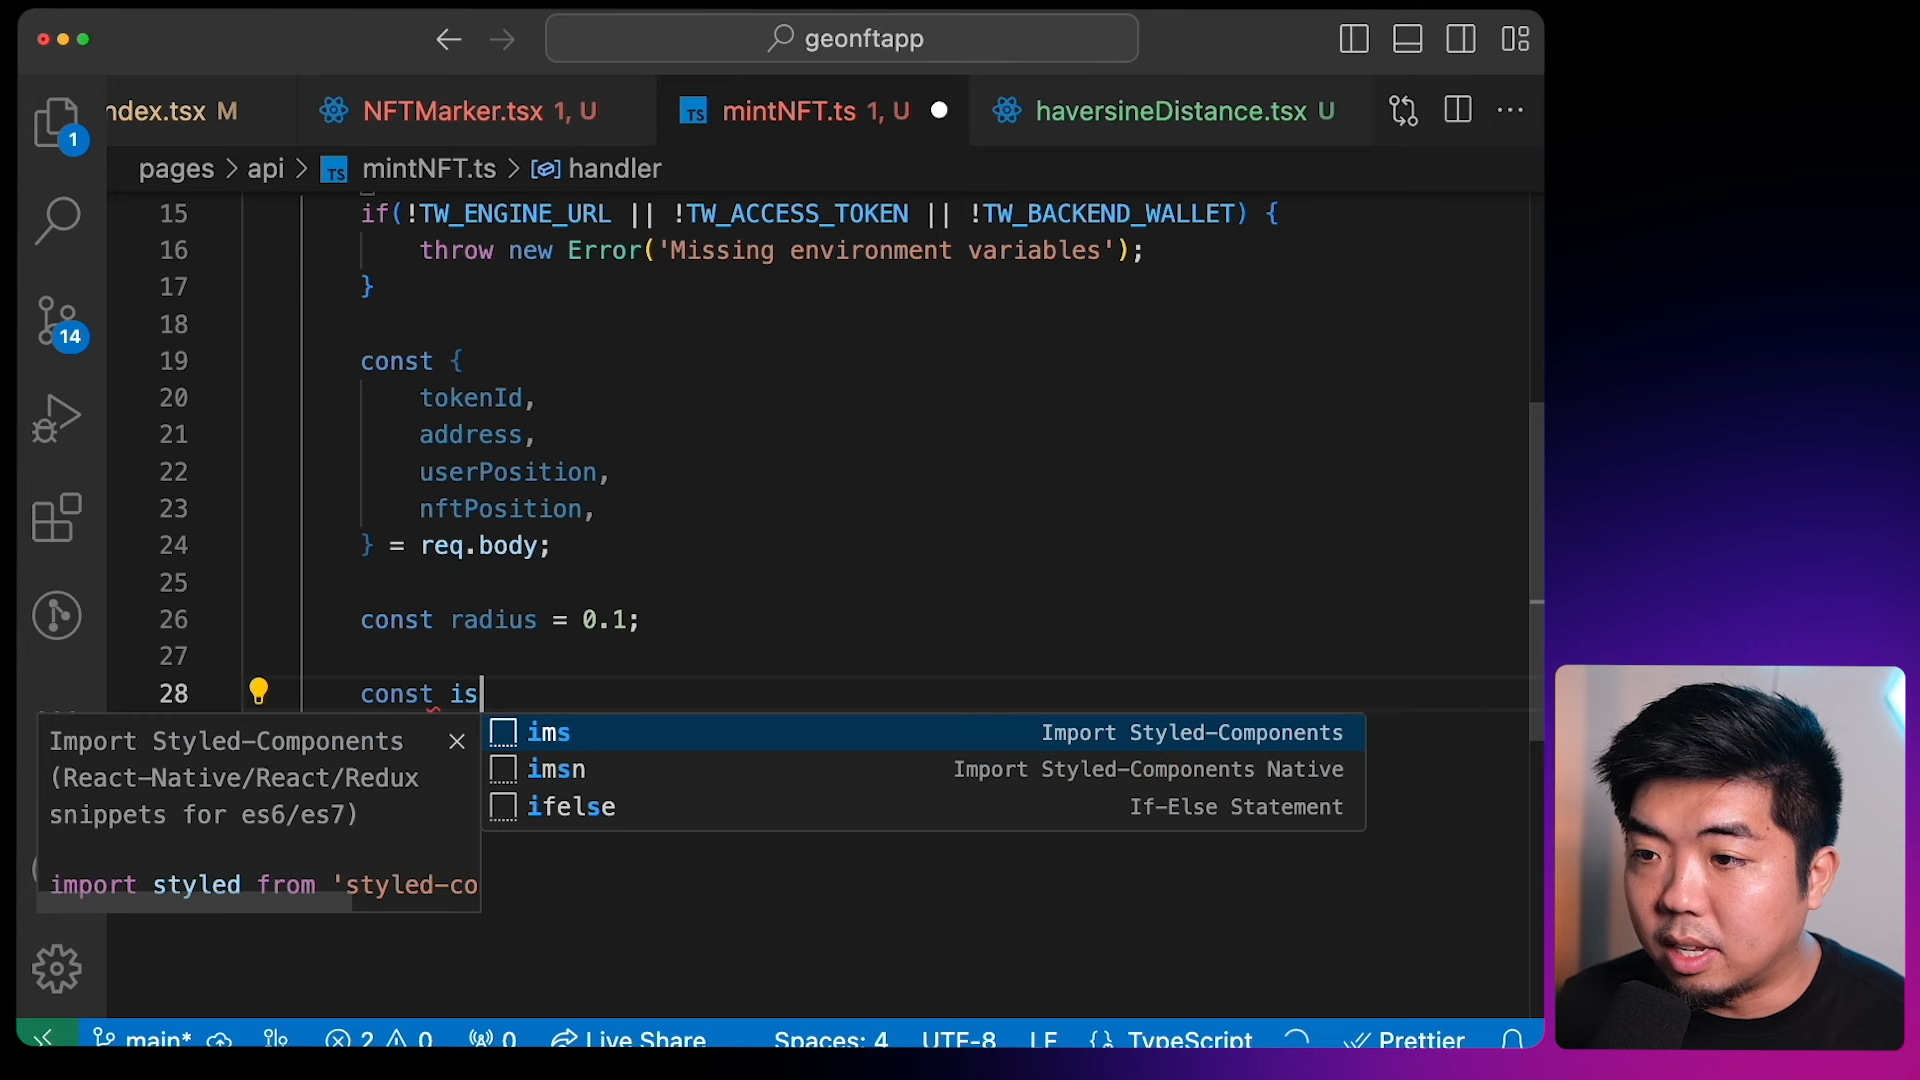 geonftapp
ndex.tsx M
NFTMarker.tsx 1, U
TS mintNFT.ts 1, U
haversineDistance.tsx U
1
pages > api > TS mintNFT.ts > handler
15 if(!TW_ENGINE_URL || !TW_ACCESS_TOKEN || !TW_BACKEND_WALLET) {
16 throw new Error('Missing environment variables');
17 }
18
19 const {
20 tokenId,
21 address,
22 userPosition,
23 nftPosition,
24 } = req.body;
25
26 const radius = 0.1;
27
28 const is
14
ims Import Styled-Components
imsn Import Styled-Components Native
ifelse If-Else Statement
Import Styled-Components
(React-Native/React/Redux
snippets for es6/es7)
import styled from 'styled-co
main* 2 0 0 Live Share Spaces: 4 UTF-8 LF {} TypeScript Prettier